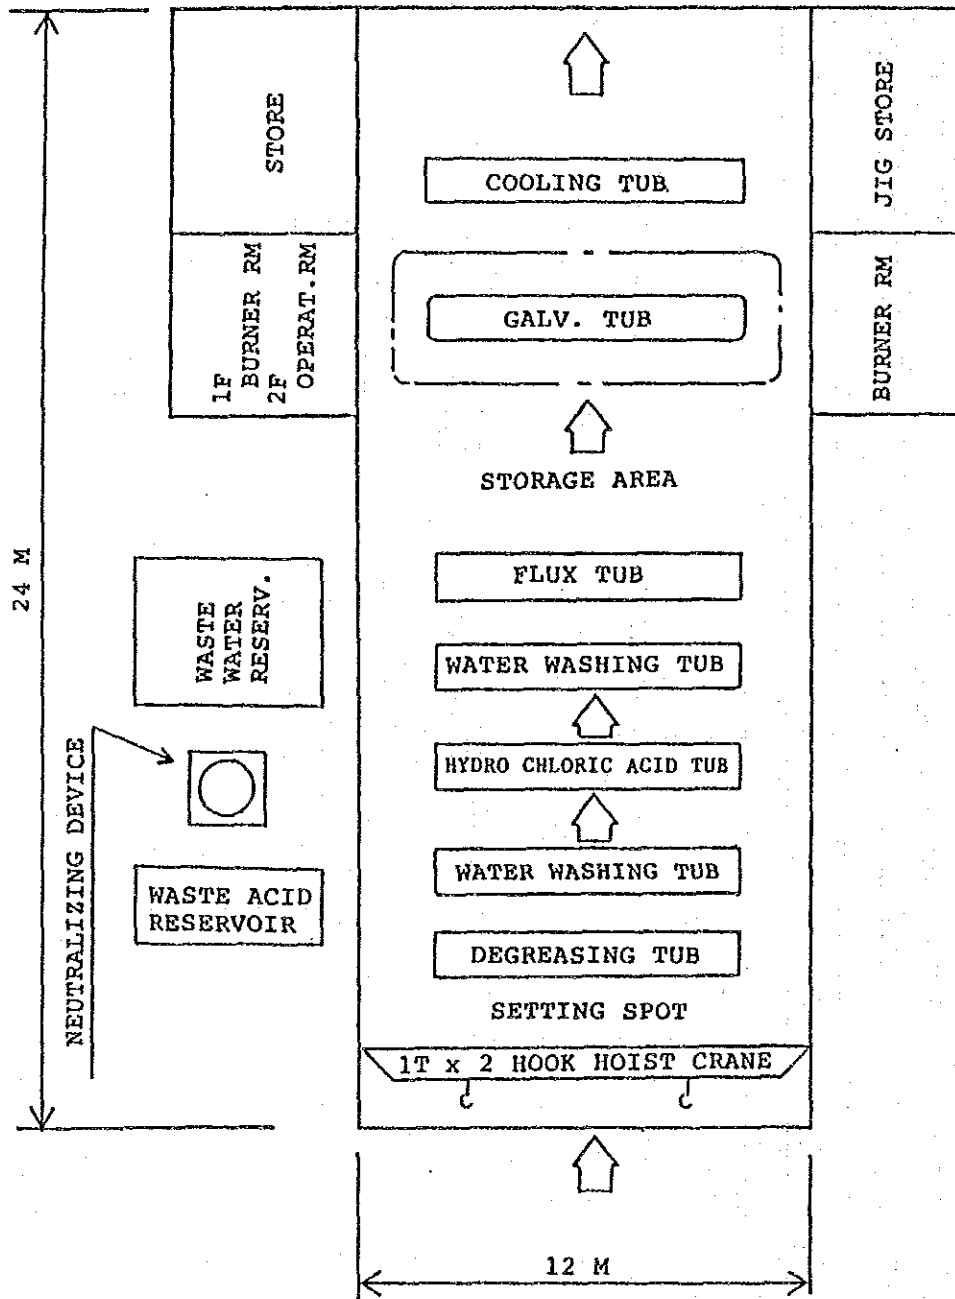 STORE
JIG STORE
COOLING TUB
1F
BURNER RM
2F
OPERAT.RM
GALV. TUB
BURNER RM
STORAGE AREA
24 M
WASTE
WATER
RESERV.
FLUX TUB
WATER WASHING TUB
NEUTRALIZING DEVICE
HYDRO CHLORIC ACID TUB
WASTE ACID
RESERVOIR
WATER WASHING TUB
DEGREASING TUB
SETTING SPOT
1T x 2 HOOK HOIST CRANE
12 M